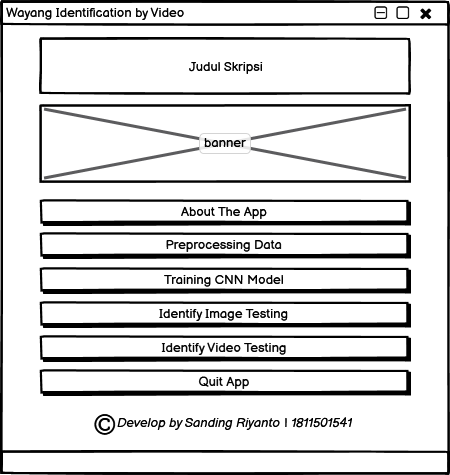 Wayang Identification by Video
Judul Skripsi
banner
About The App
Preprocessing Data
Training CNN Model
Identify Image Testing
Identify Video Testing
Quit App
© Develop by Sanding Riyanto | 1811501541